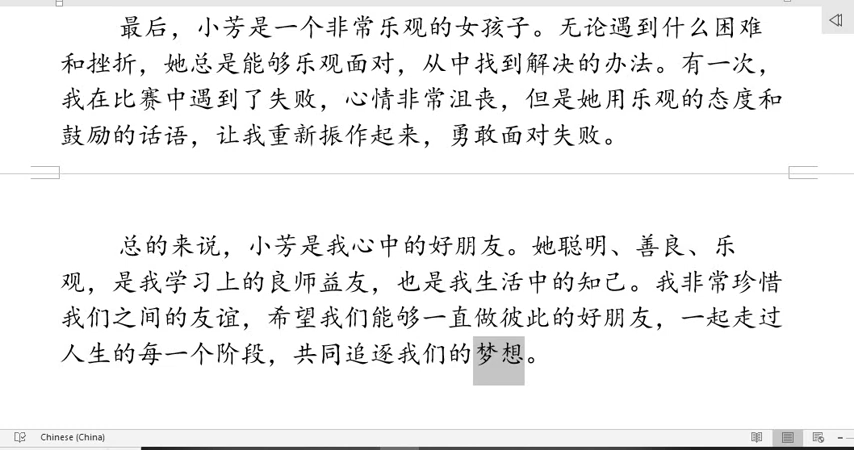 最后，小芳是一个非常乐观的女孩子。无论遇到什么困难
和挫折，她总是能够乐观面对，从中找到解决的办法。有一次，
我在比赛中遇到了失败，心情非常沮丧，但是她用乐观的态度和
鼓励的话语，让我重新振作起来，勇敢面对失败。
总的来说，小芳是我心中的好朋友。她聪明、善良、乐
观，是我学习上的良师益友，也是我生活中的知己。我非常珍惜
我们之间的友谊，希望我们能够一直做彼此的好朋友，一起走过
人生的每一个阶段，共同追逐我们的梦想。
Chinese (China)